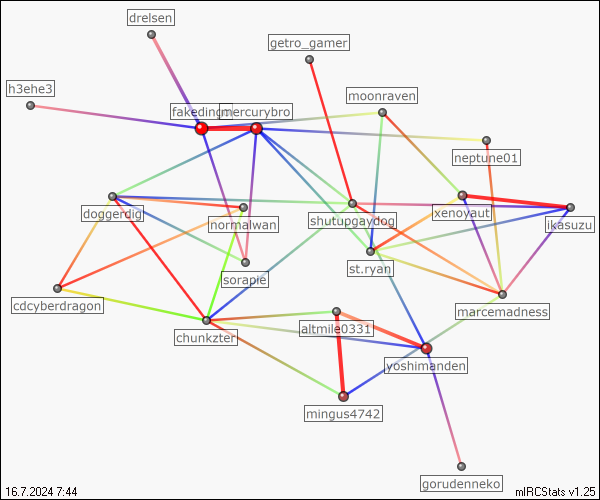 drelsen
getro_gamer
h3ehe3
moonraven
mercurybro
neptune01
doggerdig
normalwan
shutupgaydog
xenoyaut
ikasuzu
sorapie
st.ryan
cdcyberdragon
marcemadness
chunkzter
altmile0331
yoshimanden
mingus4742
gorudenneko
16.7.2024 7:44
mIRCStats v1.25